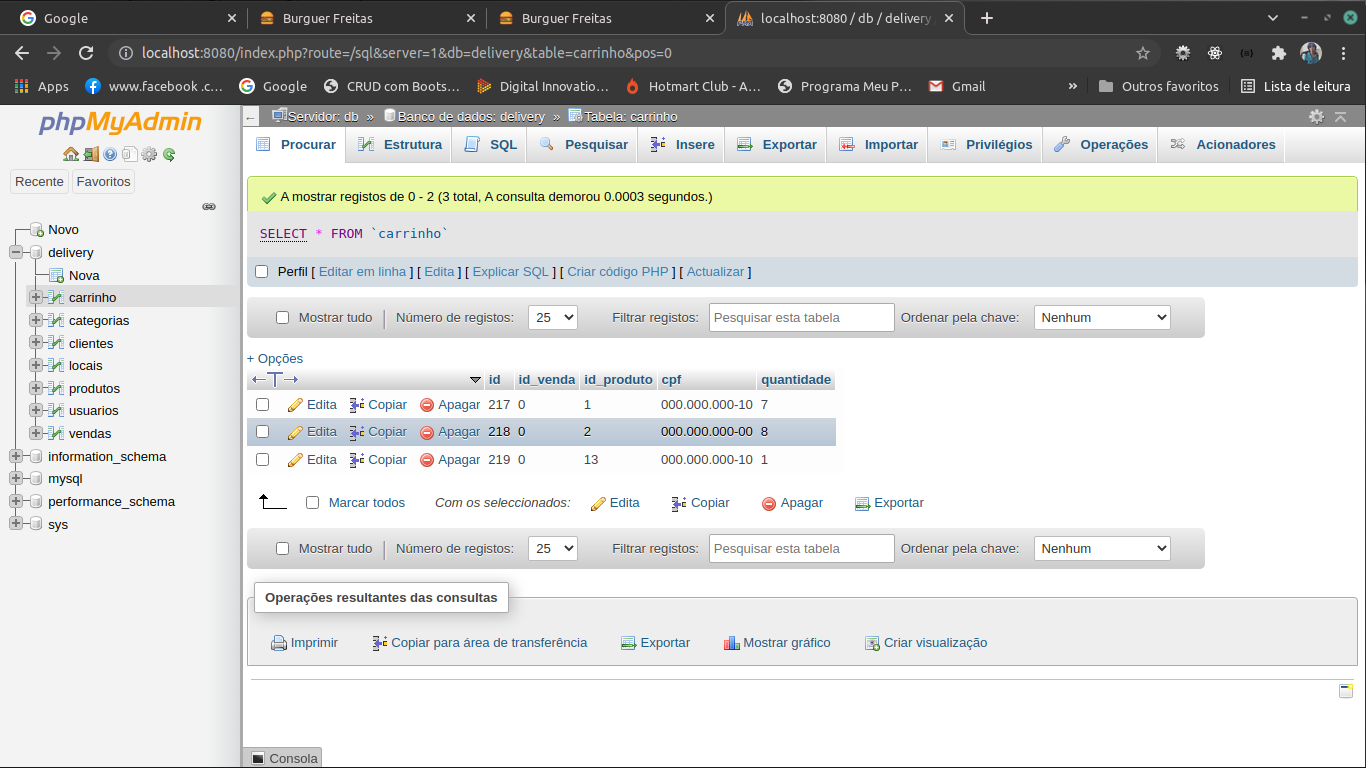 Google
Burguer Freitas
Burguer Freitas
localhost:8080 / db / delivery
localhost:8080/index.php?route=/sql&server=1&db=delivery&table=carrinho&pos=0
Apps
www.facebook .c…
Google
CRUD com Boots…
Digital Innovatio…
Hotmart Club - A…
Programa Meu P…
Gmail
»
Outros favoritos
Lista de leitura
phpMyAdmin
Recente Favoritos
Novo
delivery
Nova
carrinho
categorias
clientes
locais
produtos
usuarios
vendas
information_schema
mysql
performance_schema
sys
Servidor: db » Banco de dados: delivery » Tabela: carrinho
Procurar Estrutura SQL Pesquisar Insere Exportar Importar Privilégios Operações Acionadores
A mostrar registos de 0 - 2 (3 total, A consulta demorou 0.0003 segundos.)
SELECT * FROM `carrinho`
Perfil [ Editar em linha ] [ Edita ] [ Explicar SQL ] [ Criar código PHP ] [ Actualizar ]
Mostrar tudo | Número de registos: 25 Filtrar registos: Pesquisar esta tabela Ordenar pela chave: Nenhum
+ Opções
←T→ id id_venda id_produto cpf quantidade
Edita Copiar Apagar 217 0 1 000.000.000-10 7
Edita Copiar Apagar 218 0 2 000.000.000-00 8
Edita Copiar Apagar 219 0 13 000.000.000-10 1
Marcar todos Com os seleccionados: Edita Copiar Apagar Exportar
Mostrar tudo | Número de registos: 25 Filtrar registos: Pesquisar esta tabela Ordenar pela chave: Nenhum
Operações resultantes das consultas
Imprimir Copiar para área de transferência Exportar Mostrar gráfico Criar visualização
Consola